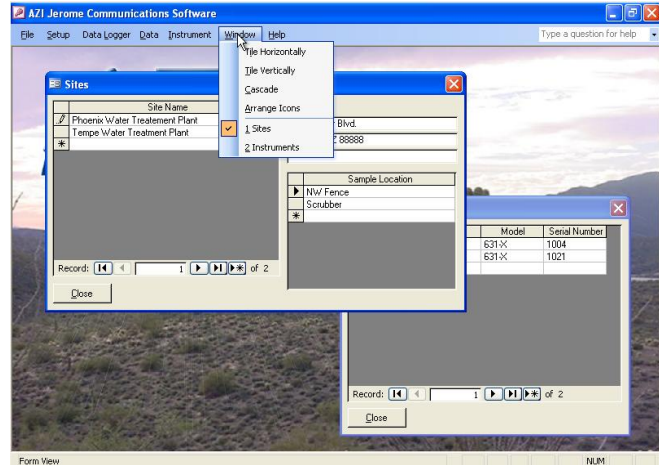 AZI Jerome Communications Software
File Setup Data Logger Data Instrument Window Help Type a question for help
Tile Horizontally
Tile Vertically
Cascade
Arrange Icons
1 Sites
2 Instruments
Sites
Site Name
Phoenix Water Treatement Plant
Tempe Water Treatment Plant
Blvd.
88888
Sample Location
NW Fence
Scrubber
Record: 1 of 2
Close
Model Serial Number
631-X 1004
631-X 1021
Record: 1 of 2
Close
Form View NUM